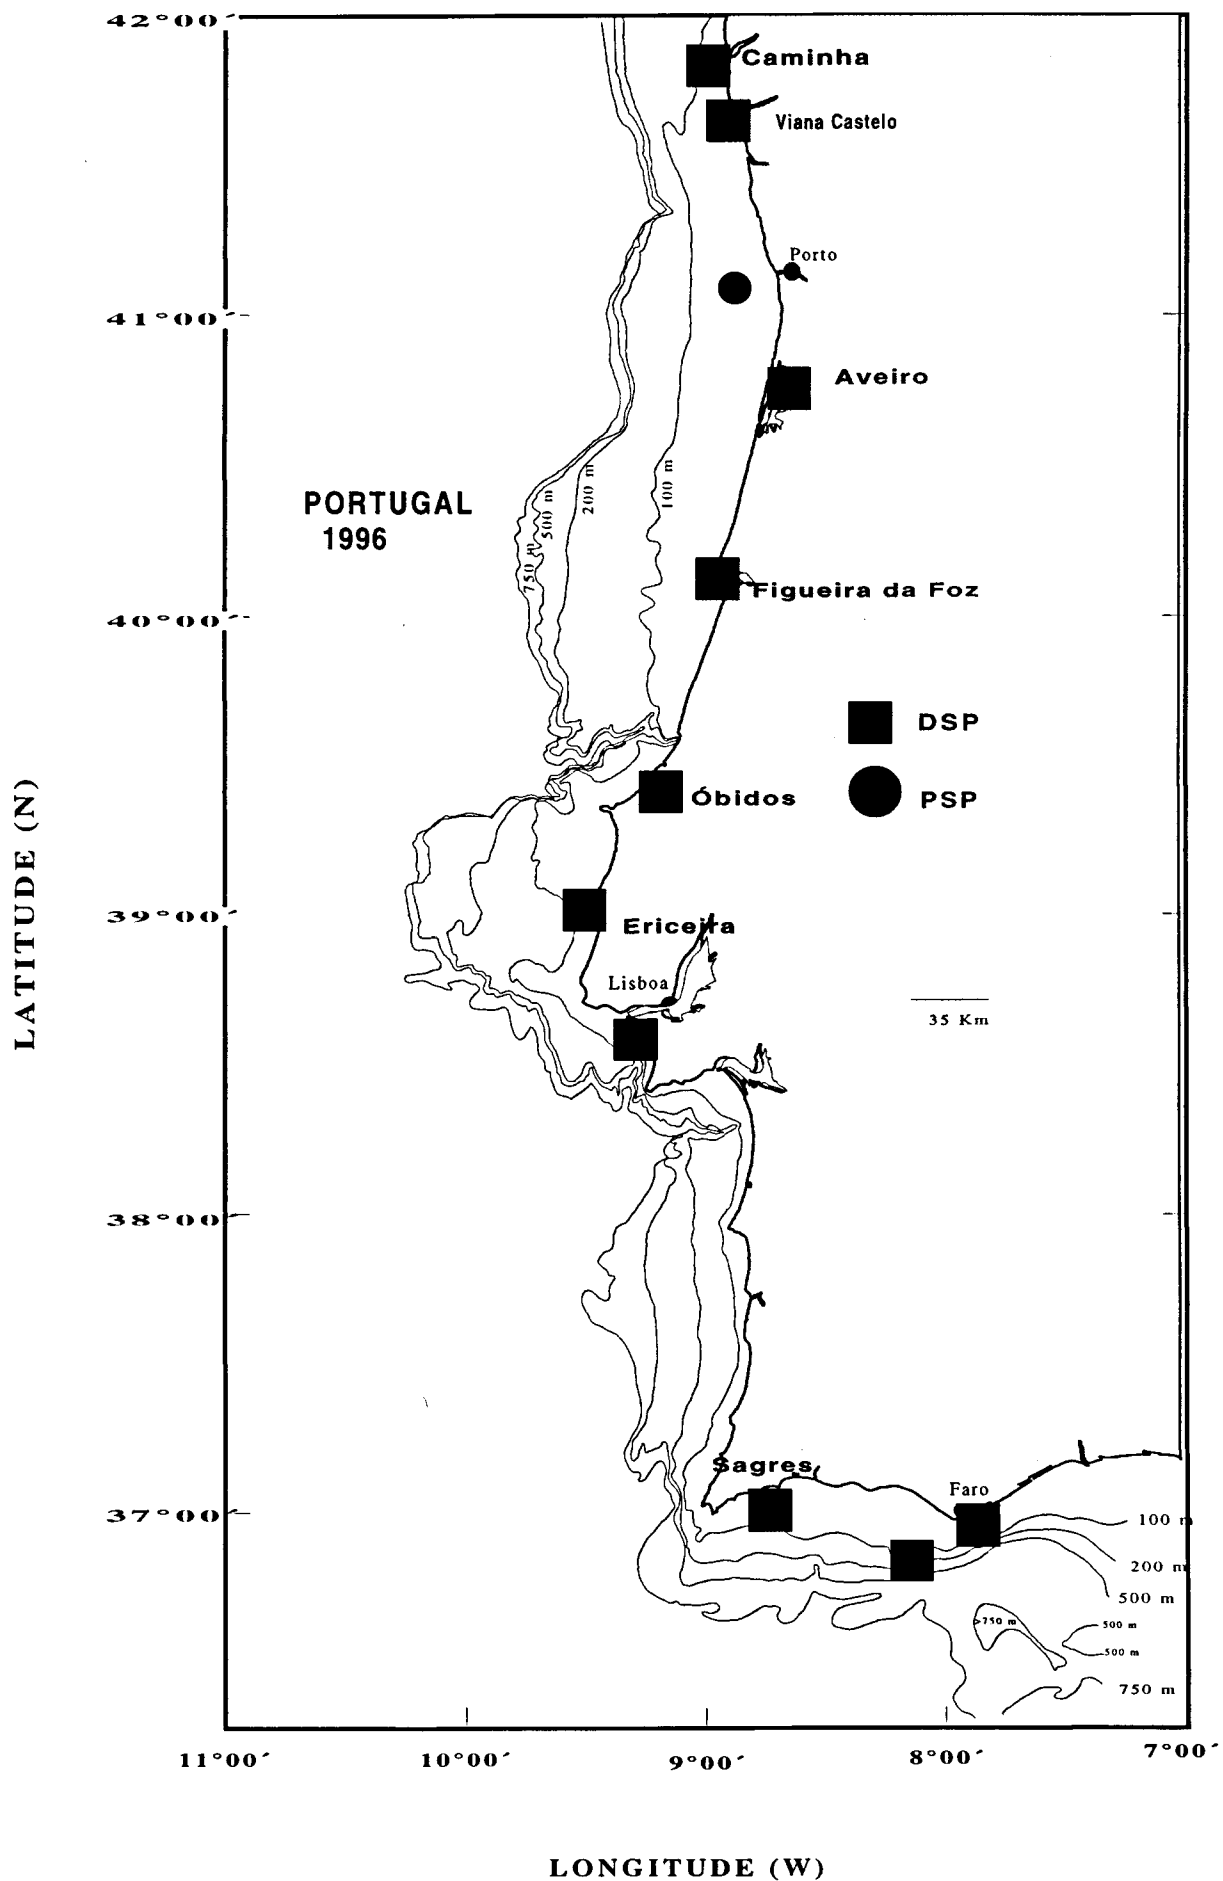 42°00´
Caminha
Viana Castelo
Porto
41°00´
Aveiro
PORTUGAL
1996
750 m
500 m
200 m
100 m
Figueira da Foz
40°00´
DSP
Óbidos
PSP
39°00´
Ericeira
Lisboa
35 Km
38°00´
Sagres
Faro
37°00´
100 m
200 m
500 m
>750 m
500 m
500 m
750 m
11°00´ 10°00´ 9°00´ 8°00´ 7°00´
LATITUDE (N)
LONGITUDE (W)